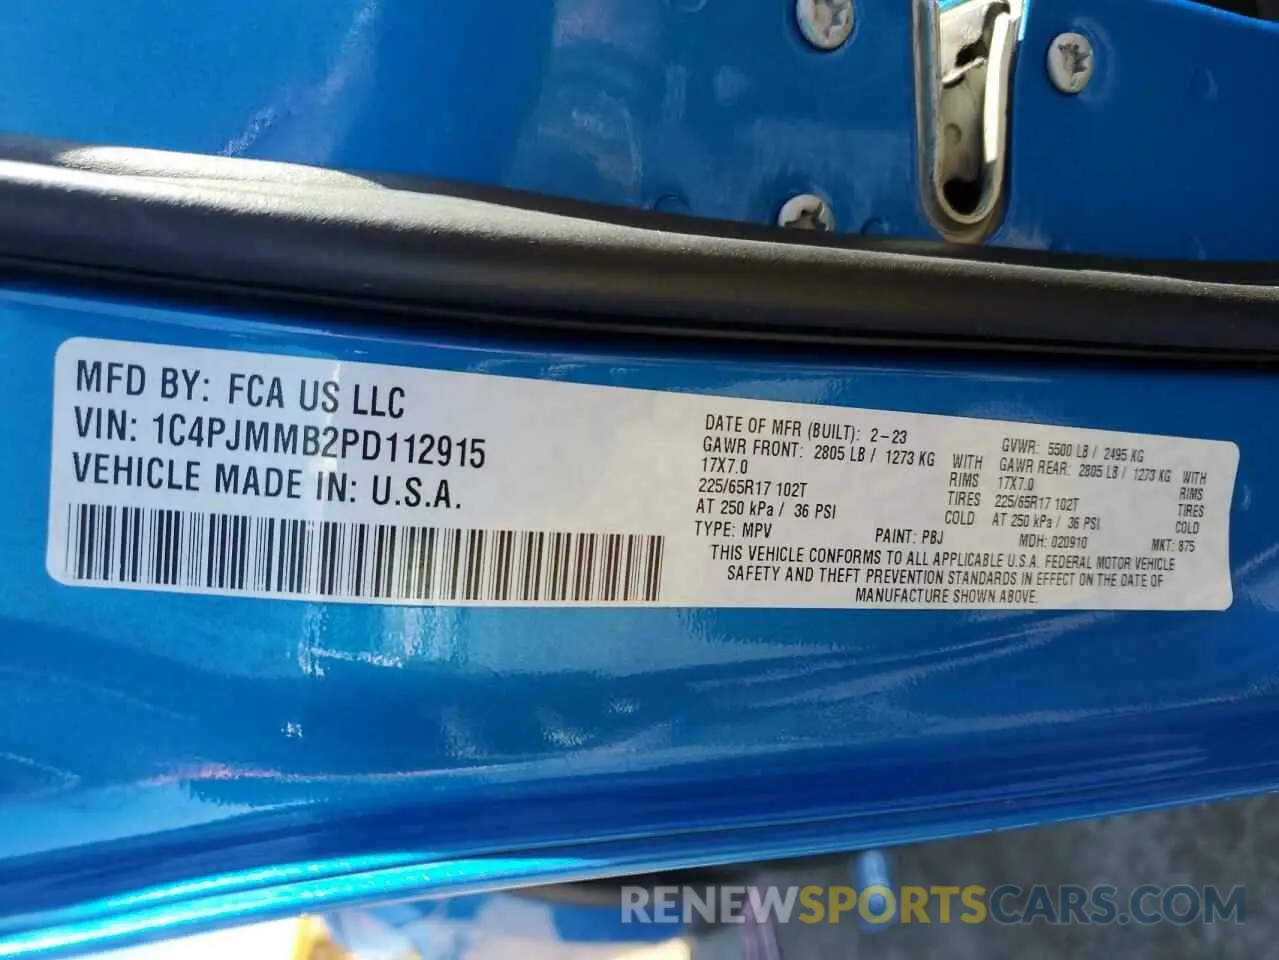 MFD BY: FCA US LLC
VIN: 1C4PJMMB2PD112915
VEHICLE MADE IN: U.S.A.
DATE OF MFR (BUILT): 2-23 GVWR: 5500 LB / 2495 KG
GAWR FRONT: 2805 LB / 1273 KG WITH GAWR REAR: 2805 LB / 1273 KG WITH
17X7.0 RIMS 17X7.0 RIMS
225/65R17 102T TIRES 225/65R17 102T TIRES
AT 250 kPa / 36 PSI COLD AT 250 kPa / 36 PSI COLD
TYPE: MPV PAINT: PBJ MDH: 020910 MKT: 875
THIS VEHICLE CONFORMS TO ALL APPLICABLE U.S.A. FEDERAL MOTOR VEHICLE
SAFETY AND THEFT PREVENTION STANDARDS IN EFFECT ON THE DATE OF
MANUFACTURE SHOWN ABOVE.
RENEWSPORTSCARS.COM